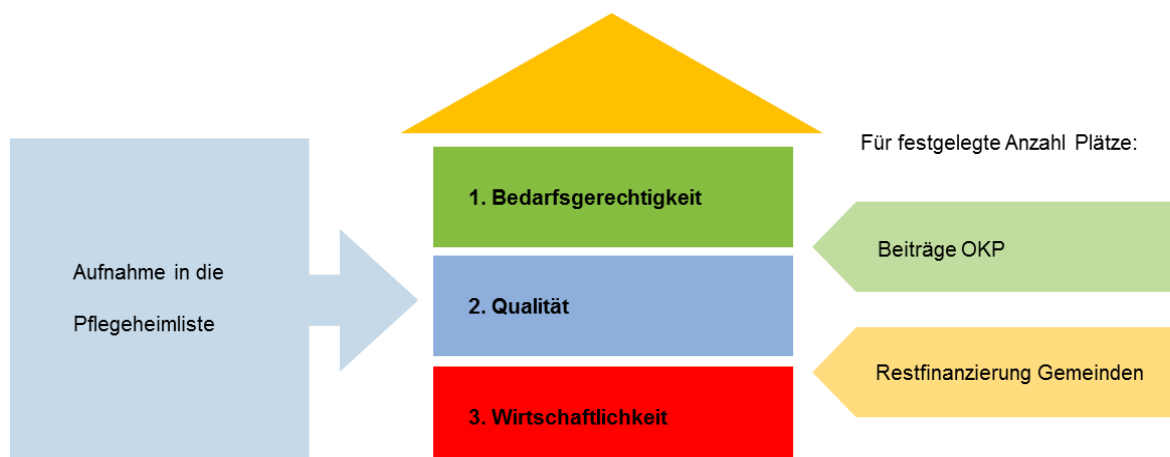 Aufnahme in die
Pflegeheimliste
1. Bedarfsgerechtigkeit
2. Qualität
3. Wirtschaftlichkeit
Für festgelegte Anzahl Plätze:
Beiträge OKP
Restfinanzierung Gemeinden